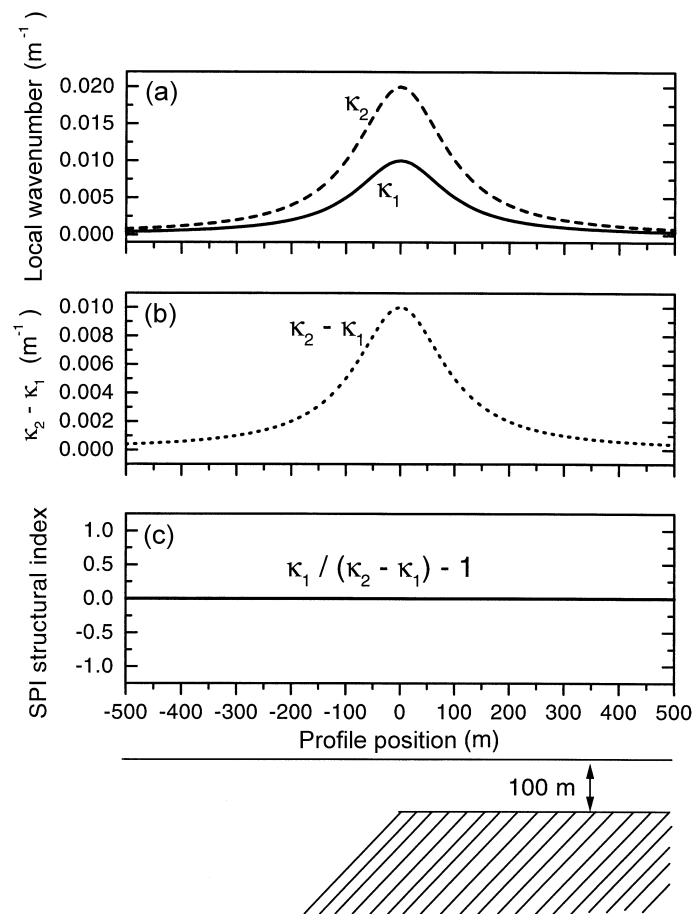 Local wavenumber (m⁻¹)
(a)
0.020
0.015
0.010
0.005
0.000
κ₂
κ₁
κ₂ - κ₁ (m⁻¹)
(b)
0.010
0.008
0.006
0.004
0.002
0.000
κ₂ - κ₁
SPI structural index
(c)
1.0
0.5
0.0
-0.5
-1.0
κ₁ / (κ₂ - κ₁) - 1
-500 -400 -300 -200 -100 0 100 200 300 400 500
Profile position (m)
100 m